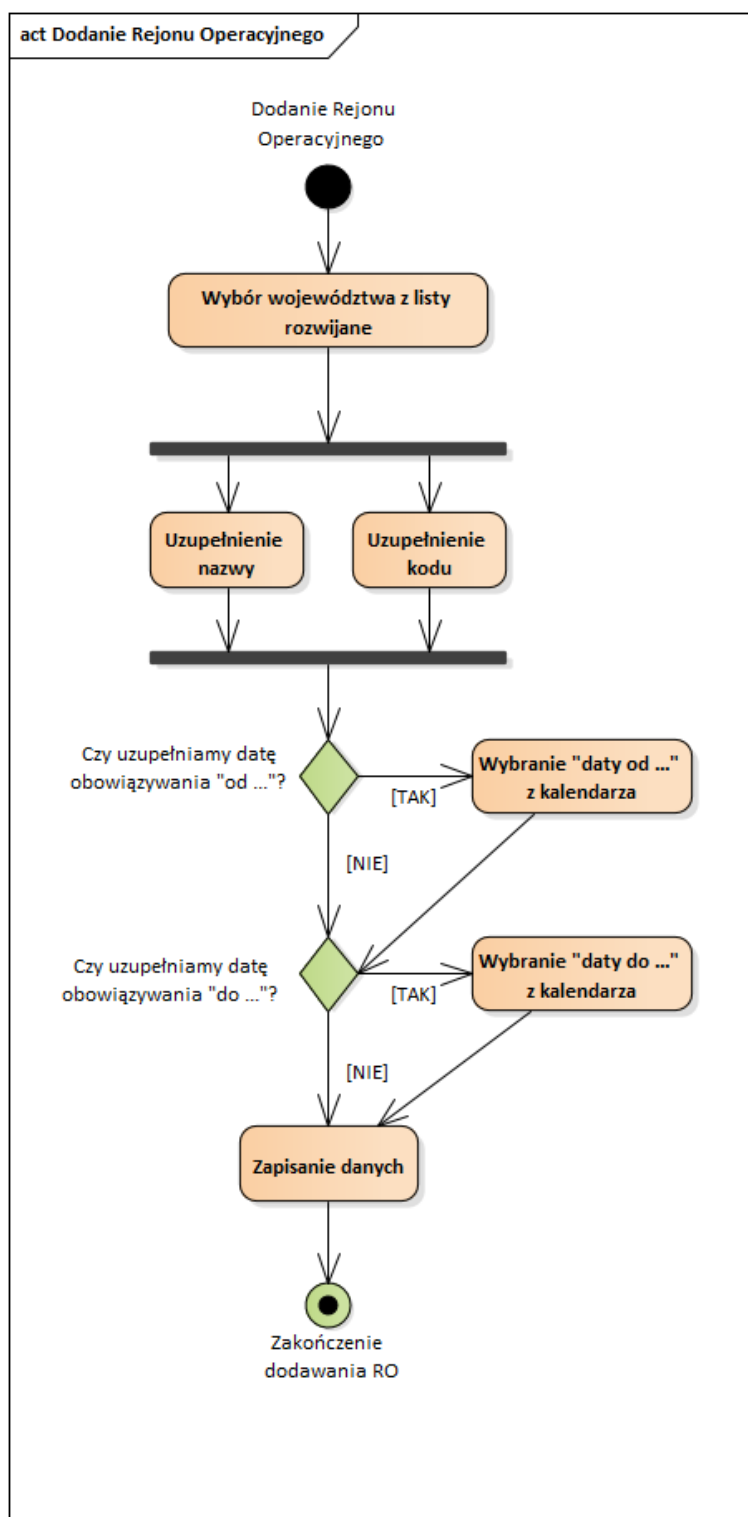 act Dodanie Rejonu Operacyjnego
Dodanie Rejonu
Operacyjnego
Wybór województwa z listy
rozwijane
Uzupełnienie
nazwy
Uzupełnienie
kodu
Czy uzupełniamy datę
obowiązywania "od ..."?
[TAK]
Wybranie "daty od ..."
z kalendarza
[NIE]
Czy uzupełniamy datę
obowiązywania "do ..."?
[TAK]
Wybranie "daty do ..."
z kalendarza
[NIE]
Zapisanie danych
Zakończenie
dodawania RO